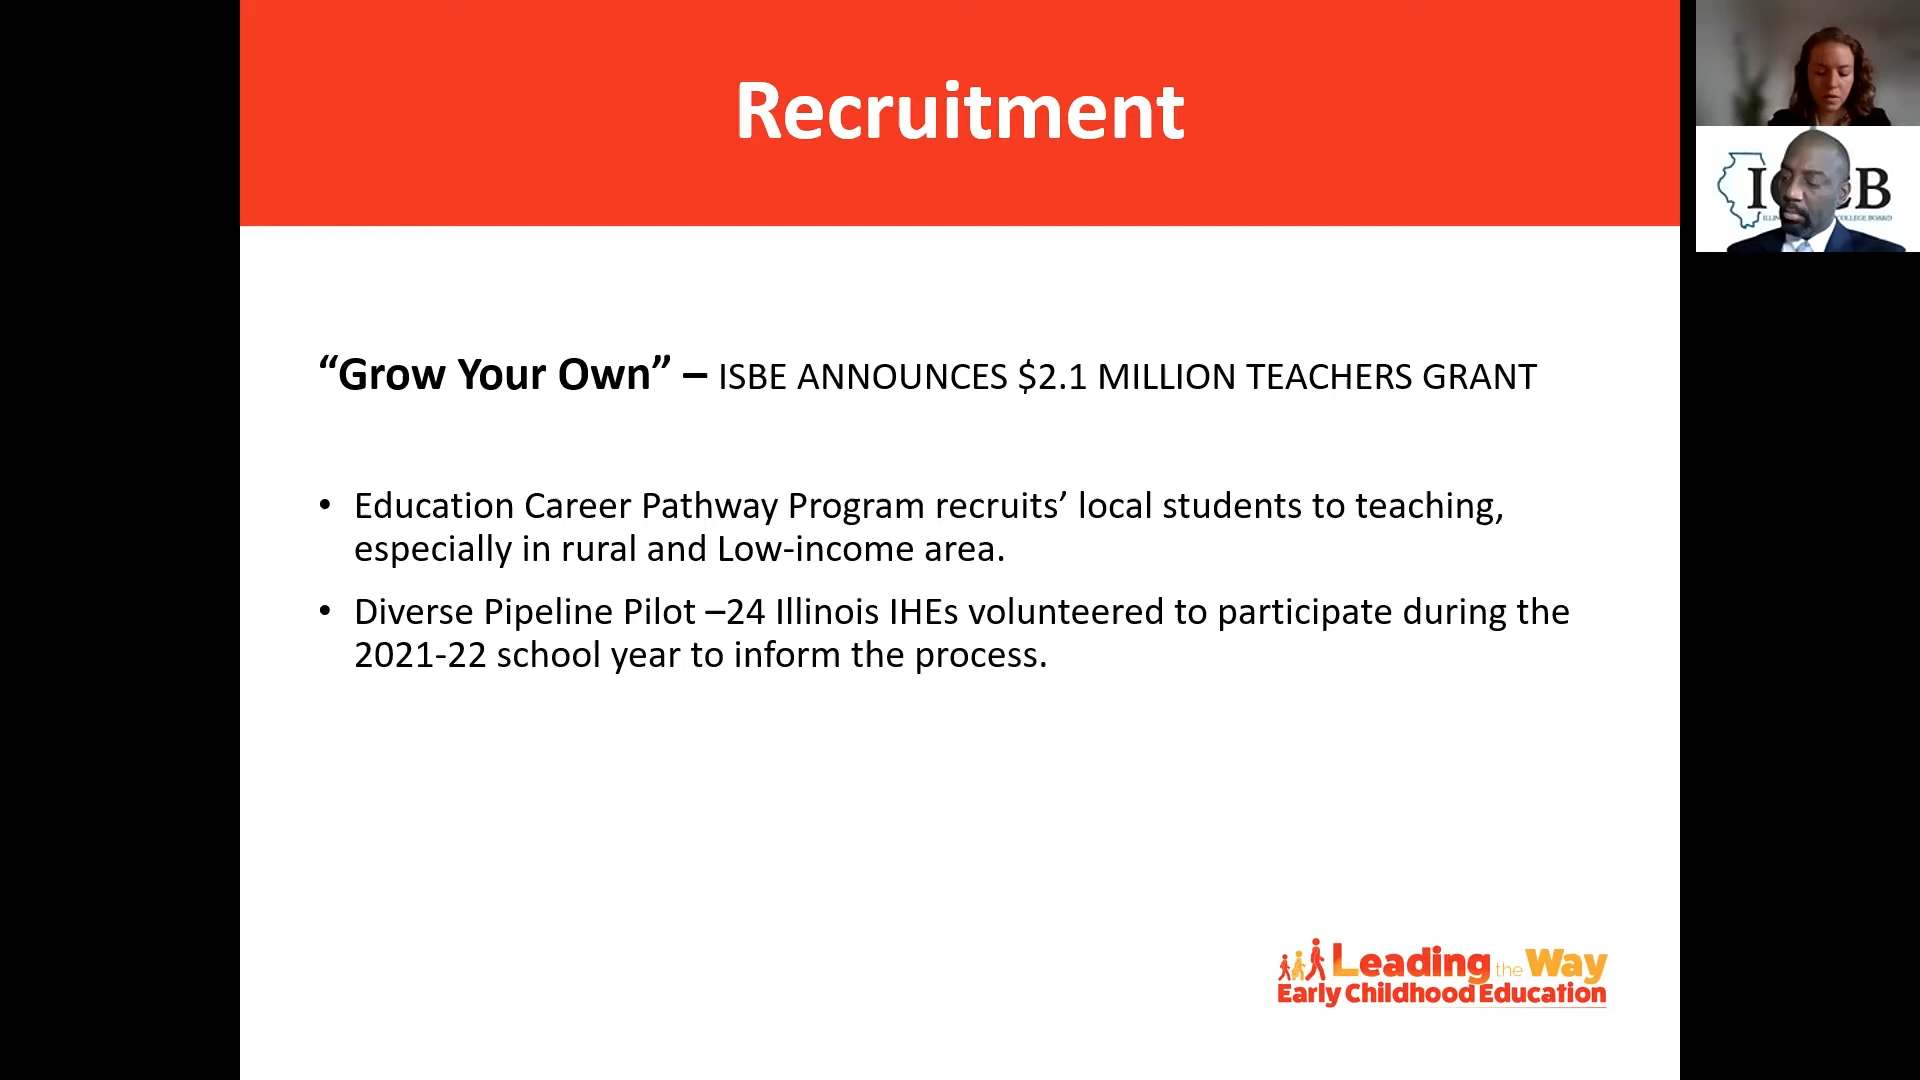 Recruitment
“Grow Your Own” – ISBE ANNOUNCES $2.1 MILLION TEACHERS GRANT
• Education Career Pathway Program recruits’ local students to teaching,
especially in rural and Low-income area.
• Diverse Pipeline Pilot –24 Illinois IHEs volunteered to participate during the
2021-22 school year to inform the process.
Leading the Way
Early Childhood Education
COLLEGE BOARD